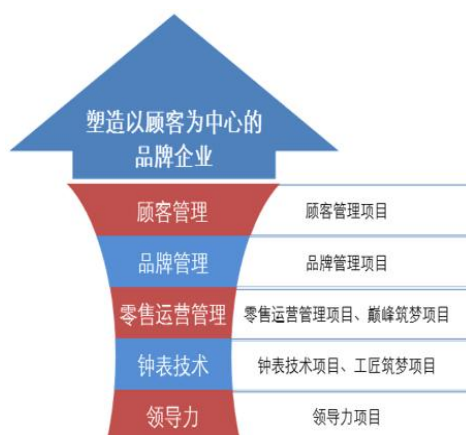 塑造以顾客为中心的
品牌企业
顾客管理 顾客管理项目
品牌管理 品牌管理项目
零售运营管理 零售运营管理项目、巅峰筑梦项目
钟表技术 钟表技术项目、工匠筑梦项目
领导力 领导力项目